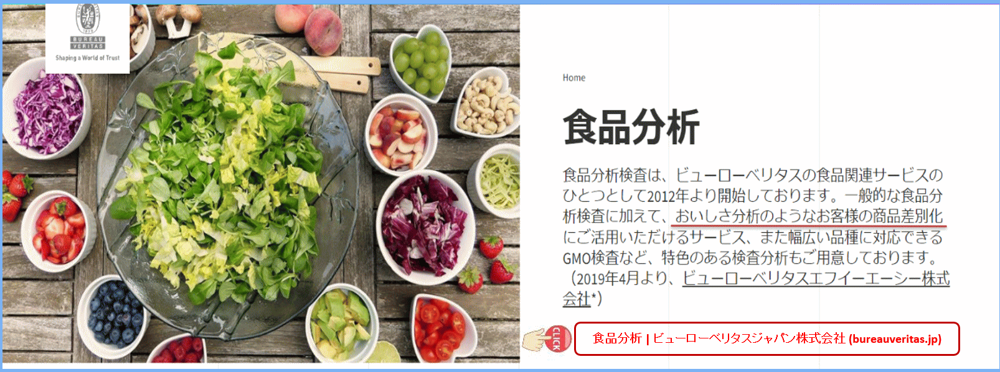 1828
BUREAU
VERITAS
Shaping a World of Trust
Home
食品分析
食品分析検査は、ビューローベリタスの食品関連サービスの
ひとつとして2012年より開始しております。一般的な食品分
析検査に加えて、おいしさ分析のようなお客様の商品差別化
にご活用いただけるサービス、また幅広い品種に対応できる
GMO検査など、特色のある検査分析もご用意しております。
（2019年4月より、ビューローベリタスエフイーエーシー株式
会社*）
CLICK
食品分析 | ビューローベリタスジャパン株式会社 (bureauveritas.jp)